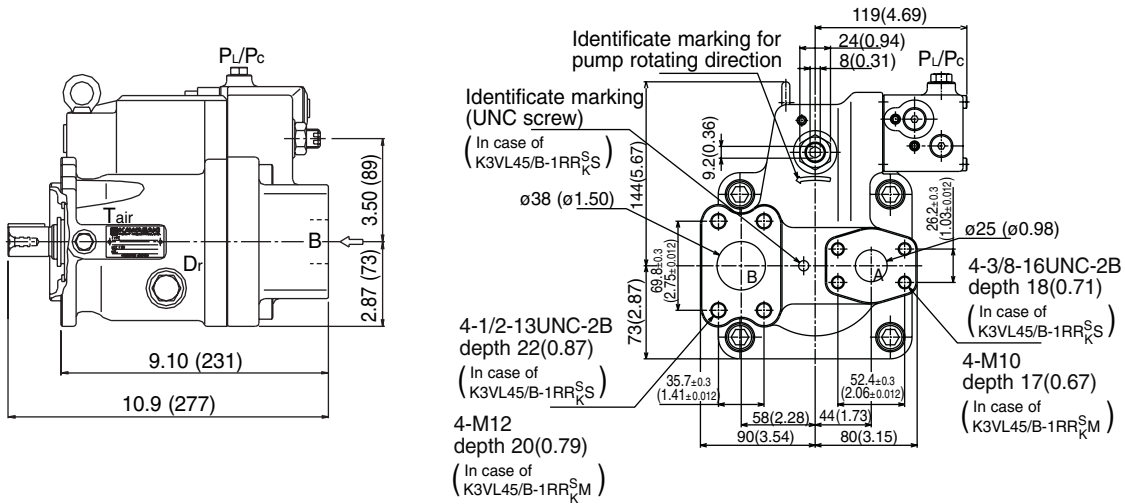 PL/PC
Tair
Dr
B
3.50 (89)
2.87 (73)
9.10 (231)
10.9 (277)
119(4.69)
24(0.94)
8(0.31)
PL/PC
Identificate marking for
pump rotating direction
Identificate marking
(UNC screw)
(In case of
K3VL45/B-1RRSKS)
144(5.67)
9.2(0.36)
ø38 (ø1.50)
69.8±0.3
(2.75±0.012)
73(2.87)
B
A
26.2±0.3
(1.03±0.012)
ø25 (ø0.98)
4-3/8-16UNC-2B
depth 18(0.71)
(In case of
K3VL45/B-1RRSKS)
4-M10
depth 17(0.67)
(In case of
K3VL45/B-1RRSKM)
4-1/2-13UNC-2B
depth 22(0.87)
(In case of
K3VL45/B-1RRSKS)
4-M12
depth 20(0.79)
(In case of
K3VL45/B-1RRSKM)
35.7±0.3
(1.41±0.012)
52.4±0.3
(2.06±0.012)
58(2.28)
44(1.73)
90(3.54)
80(3.15)